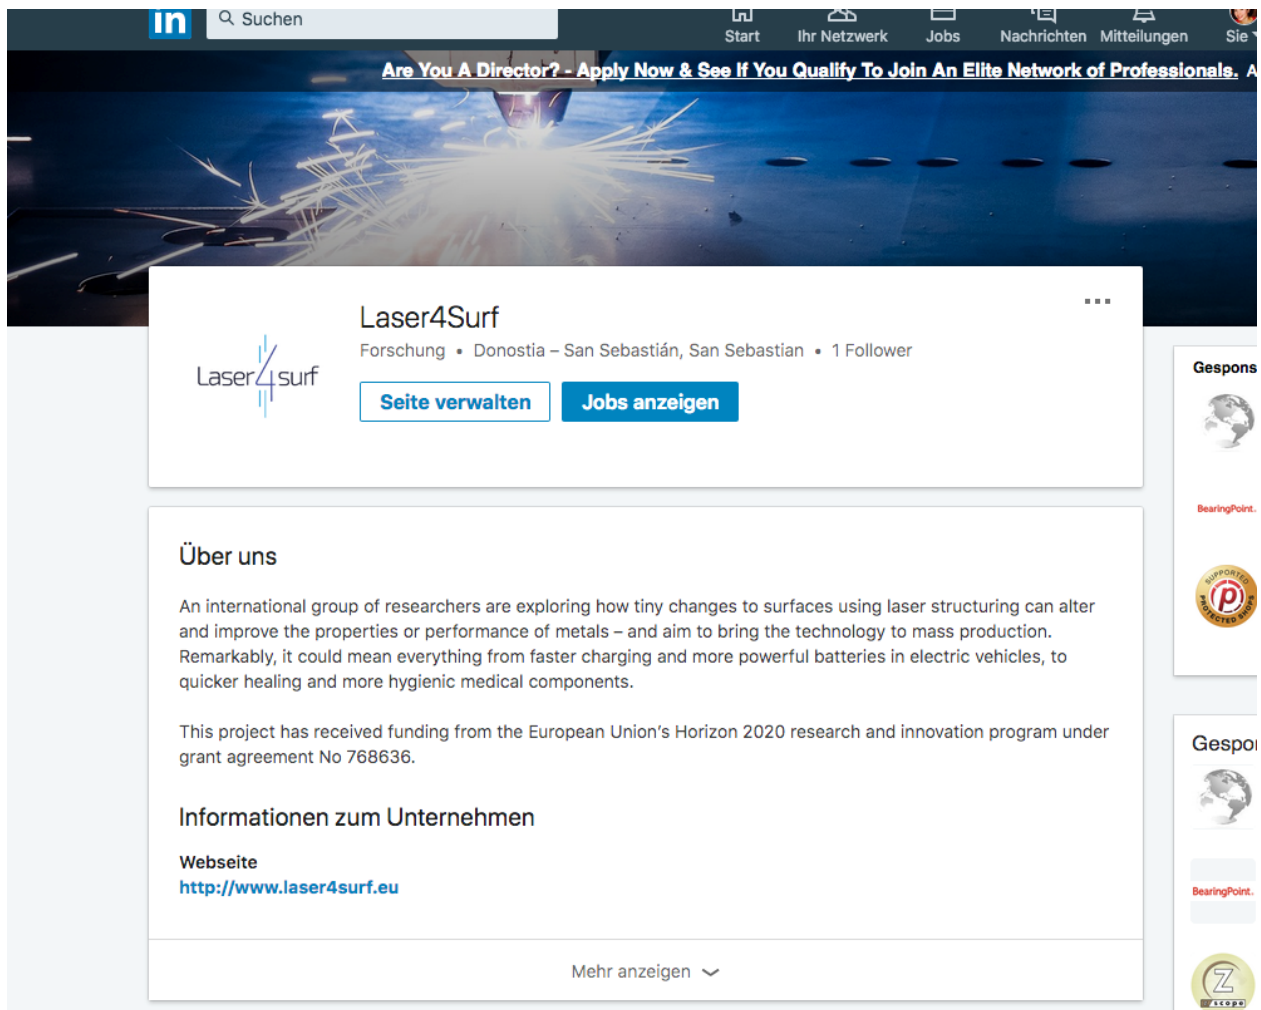 in
Suchen
Start
Ihr Netzwerk
Jobs
Nachrichten
Mitteilungen
Sie
Are You A Director? - Apply Now & See If You Qualify To Join An Elite Network of Professionals. A
Laser4surf
Laser4Surf
Forschung • Donostia – San Sebastián, San Sebastian • 1 Follower
Seite verwalten
Jobs anzeigen
Über uns
An international group of researchers are exploring how tiny changes to surfaces using laser structuring can alter
and improve the properties or performance of metals – and aim to bring the technology to mass production.
Remarkably, it could mean everything from faster charging and more powerful batteries in electric vehicles, to
quicker healing and more hygienic medical components.
This project has received funding from the European Union’s Horizon 2020 research and innovation program under
grant agreement No 768636.
Informationen zum Unternehmen
Webseite
http://www.laser4surf.eu
Mehr anzeigen
Gespons
BearingPoint.
SUPPORTED
P
PROTECTED SHOPS
Gespo
BearingPoint.
Z
scope